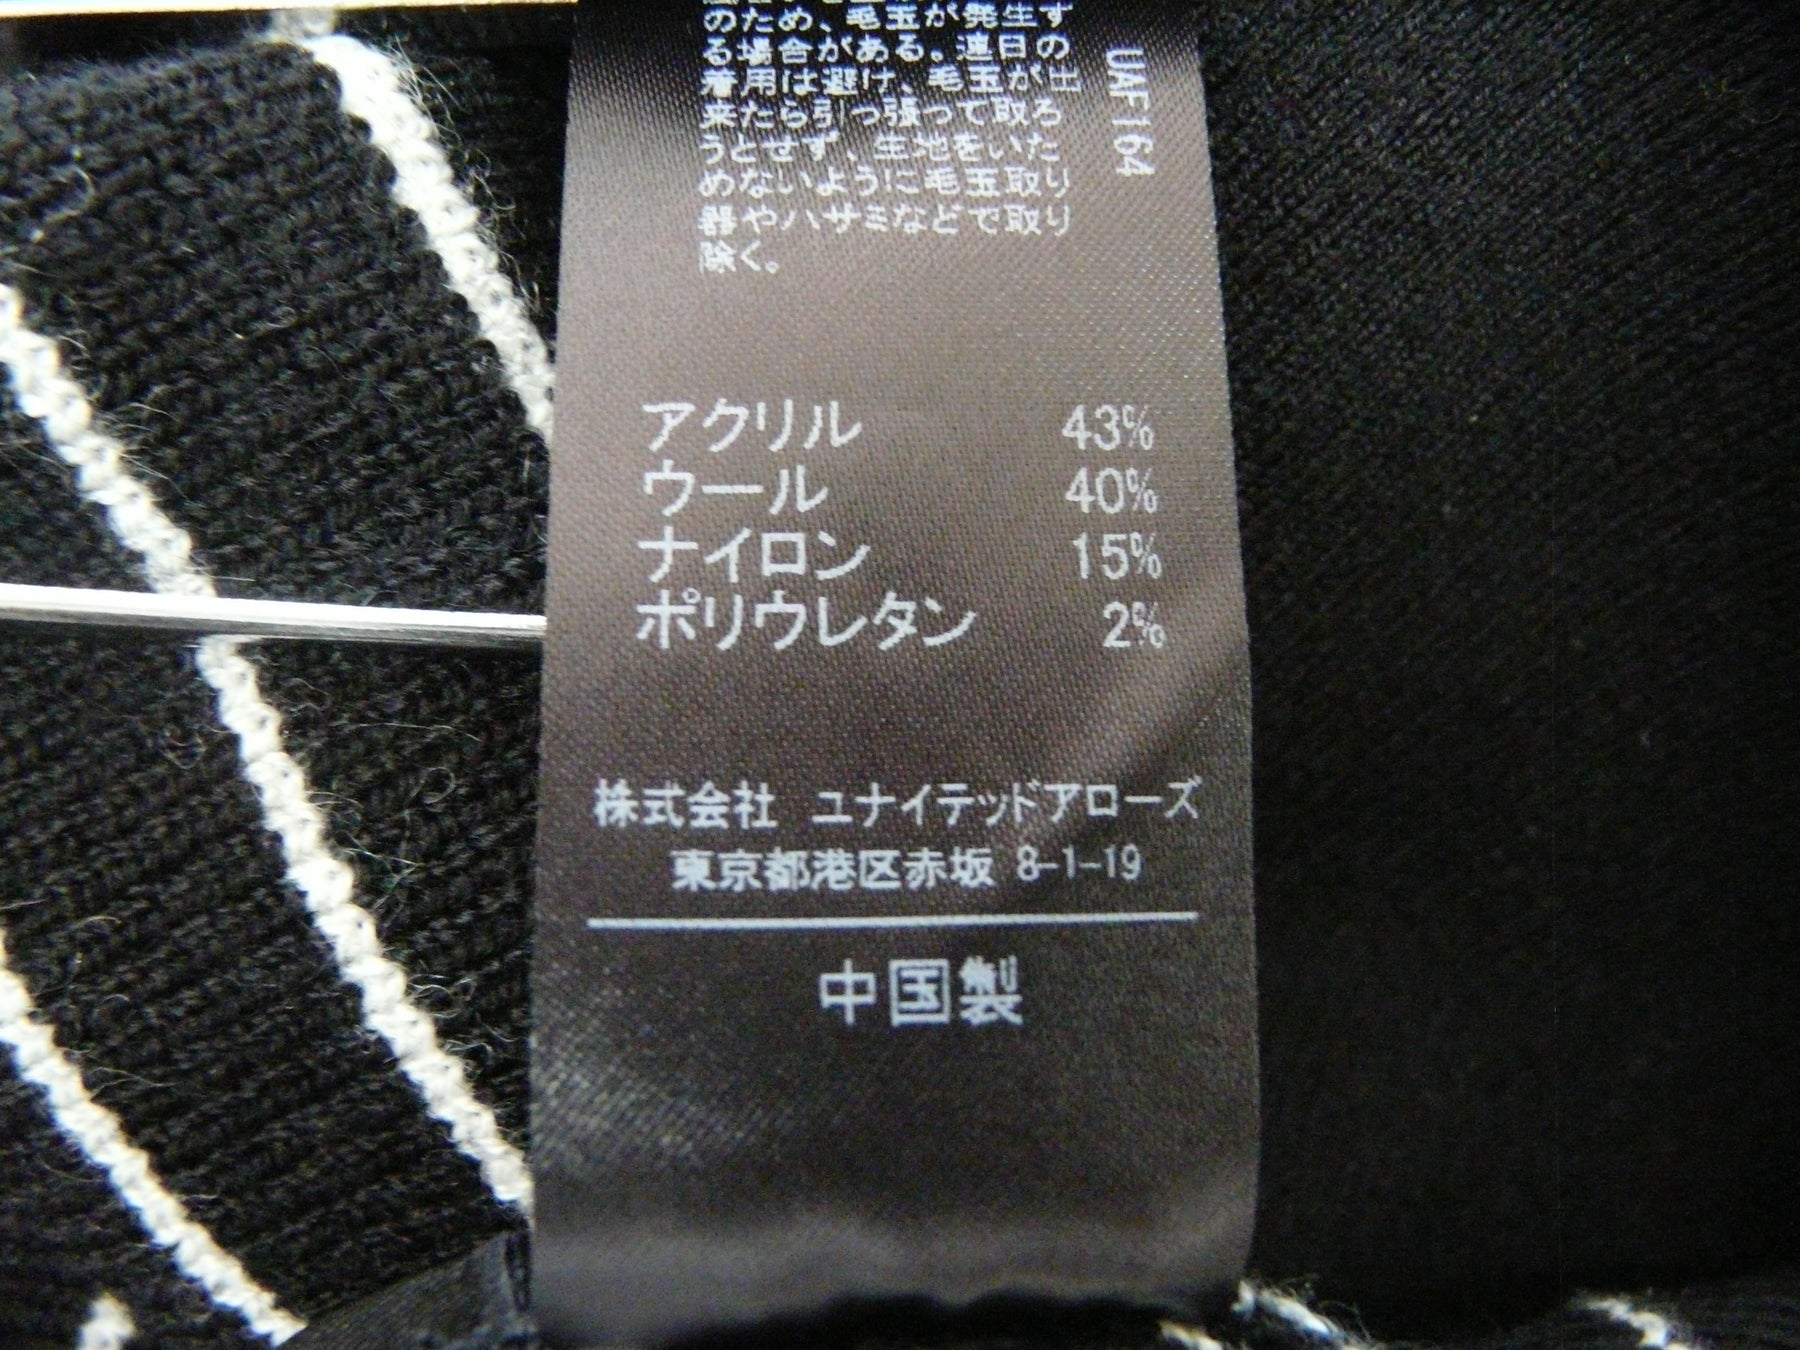 のため、毛玉が発生す
る場合がある。連日の
着用は避け、毛玉が出
来たら引っ張って取ろ
うとせず、生地をいた
めないように毛玉取り
器やハサミなどで取り
除く。
UAF164
アクリル 43%
ウール 40%
ナイロン 15%
ポリウレタン 2%
株式会社 ユナイテッドアローズ
東京都港区赤坂 8-1-19
中国製